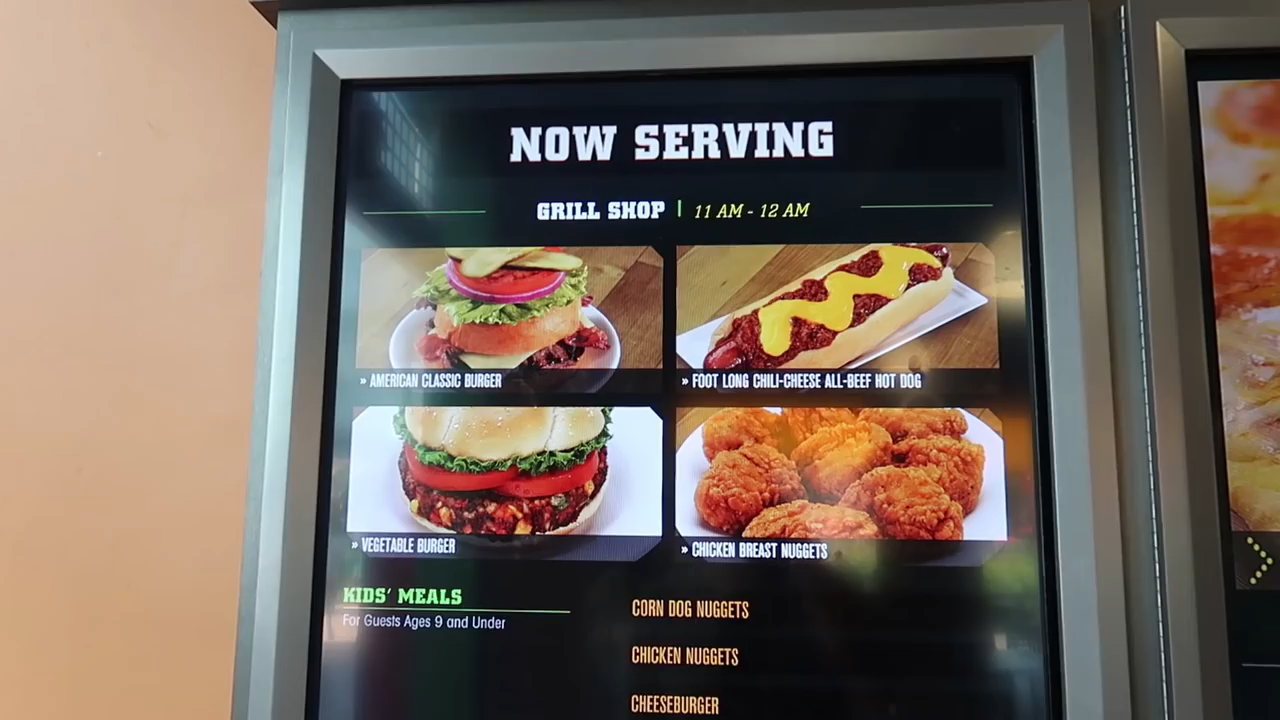 NOW SERVING
GRILL SHOP | 11 AM - 12 AM
» AMERICAN CLASSIC BURGER
» FOOT LONG CHILI-CHEESE ALL-BEEF HOT DOG
» VEGETABLE BURGER
» CHICKEN BREAST NUGGETS
KIDS' MEALS
For Guests Ages 9 and Under
CORN DOG NUGGETS
CHICKEN NUGGETS
CHEESEBURGER